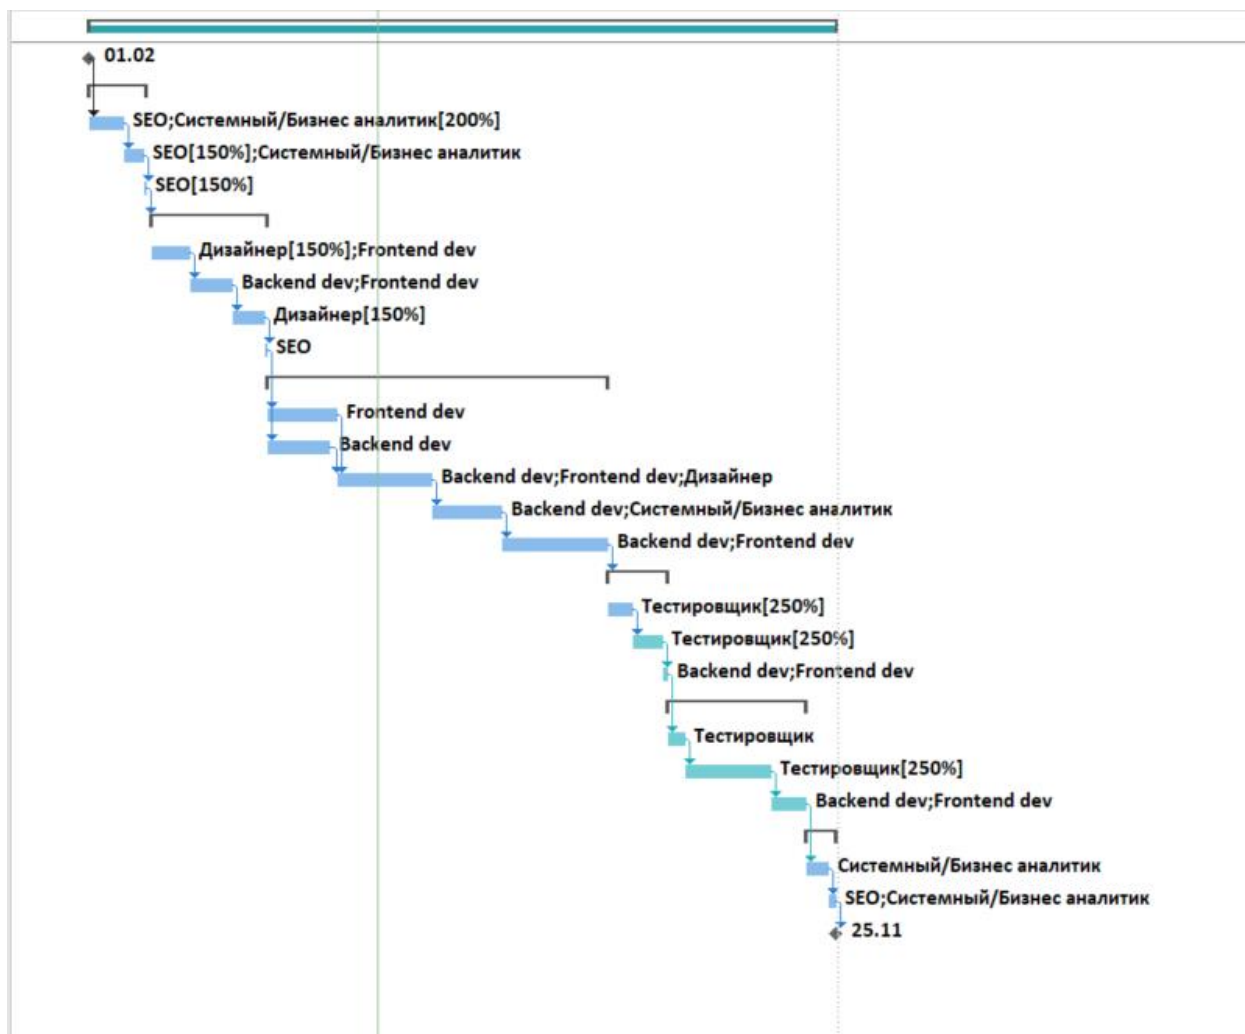 01.02
SEO;Системный/Бизнес аналитик[200%]
SEO[150%];Системный/Бизнес аналитик
SEO[150%]
Дизайнер[150%];Frontend dev
Backend dev;Frontend dev
Дизайнер[150%]
SEO
Frontend dev
Backend dev
Backend dev;Frontend dev;Дизайнер
Backend dev;Системный/Бизнес аналитик
Backend dev;Frontend dev
Тестировщик[250%]
Тестировщик[250%]
Backend dev;Frontend dev
Тестировщик
Тестировщик[250%]
Backend dev;Frontend dev
Системный/Бизнес аналитик
SEO;Системный/Бизнес аналитик
25.11